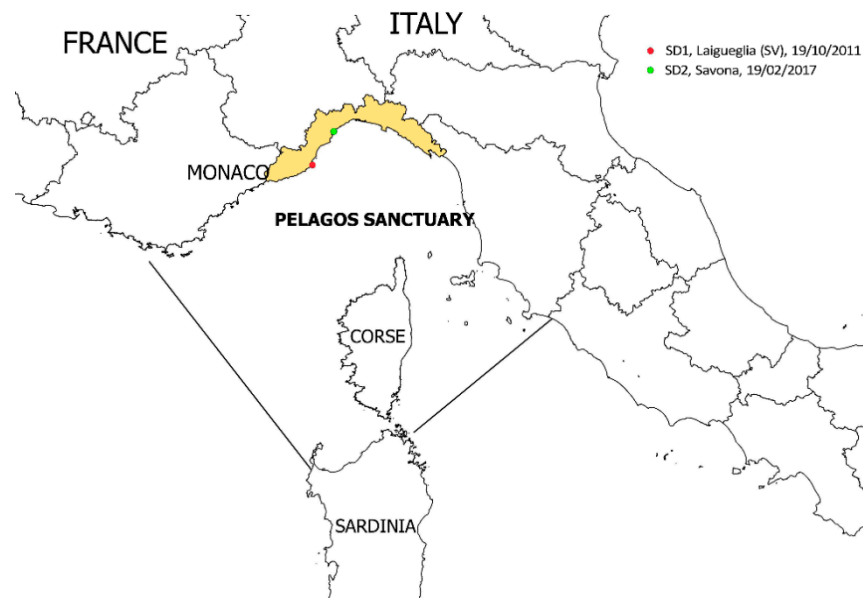 FRANCE
ITALY
SD1, Laigueglia (SV), 19/10/2011
SD2, Savona, 19/02/2017
MONACO
PELAGOS SANCTUARY
CORSE
SARDINIA